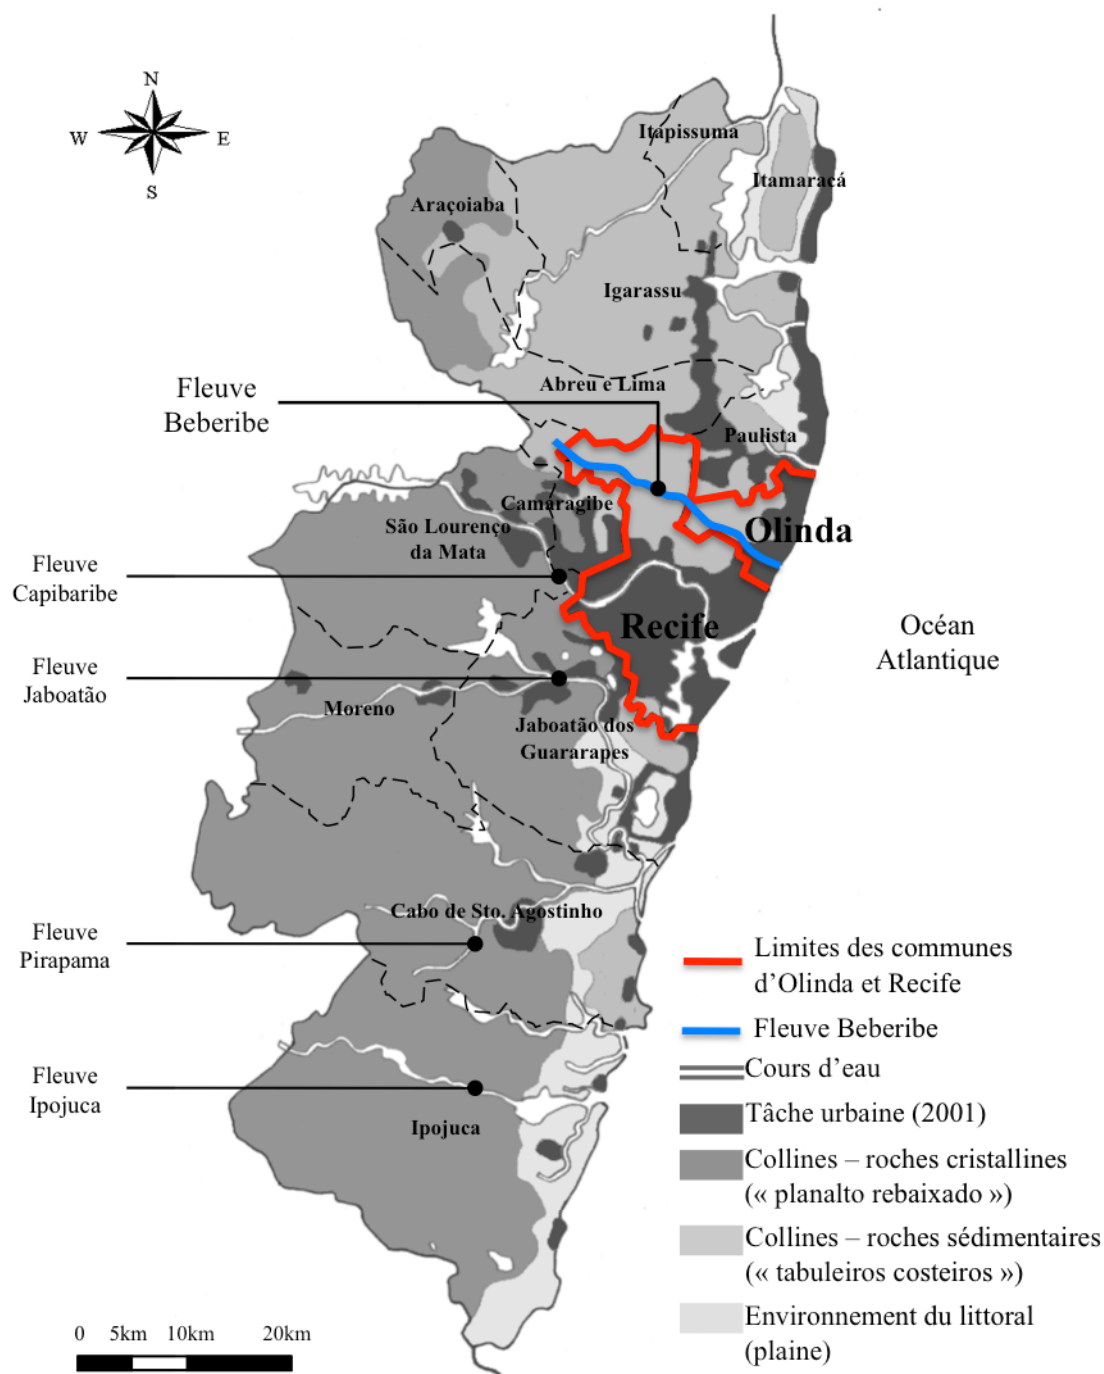 N
W
E
S
Itapissuma
Itamaracá
Araçoiaba
Igarassu
Fleuve
Beberibe
Abreu e Lima
Paulista
Camaragibe
São Lourenço
da Mata
Olinda
Fleuve
Capibaribe
Recife
Océan
Atlantique
Fleuve
Jaboatão
Moreno
Jaboatão dos
Guararapes
Cabo de Sto. Agostinho
Fleuve
Pirapama
Fleuve
Ipojuca
Ipojuca
Limites des communes
d’Olinda et Recife
Fleuve Beberibe
Cours d’eau
Tâche urbaine (2001)
Collines – roches cristallines
(« planalto rebaixado »)
Collines – roches sédimentaires
(« tabuleiros costeiros »)
Environnement du littoral
(plaine)
0 5km 10km 20km